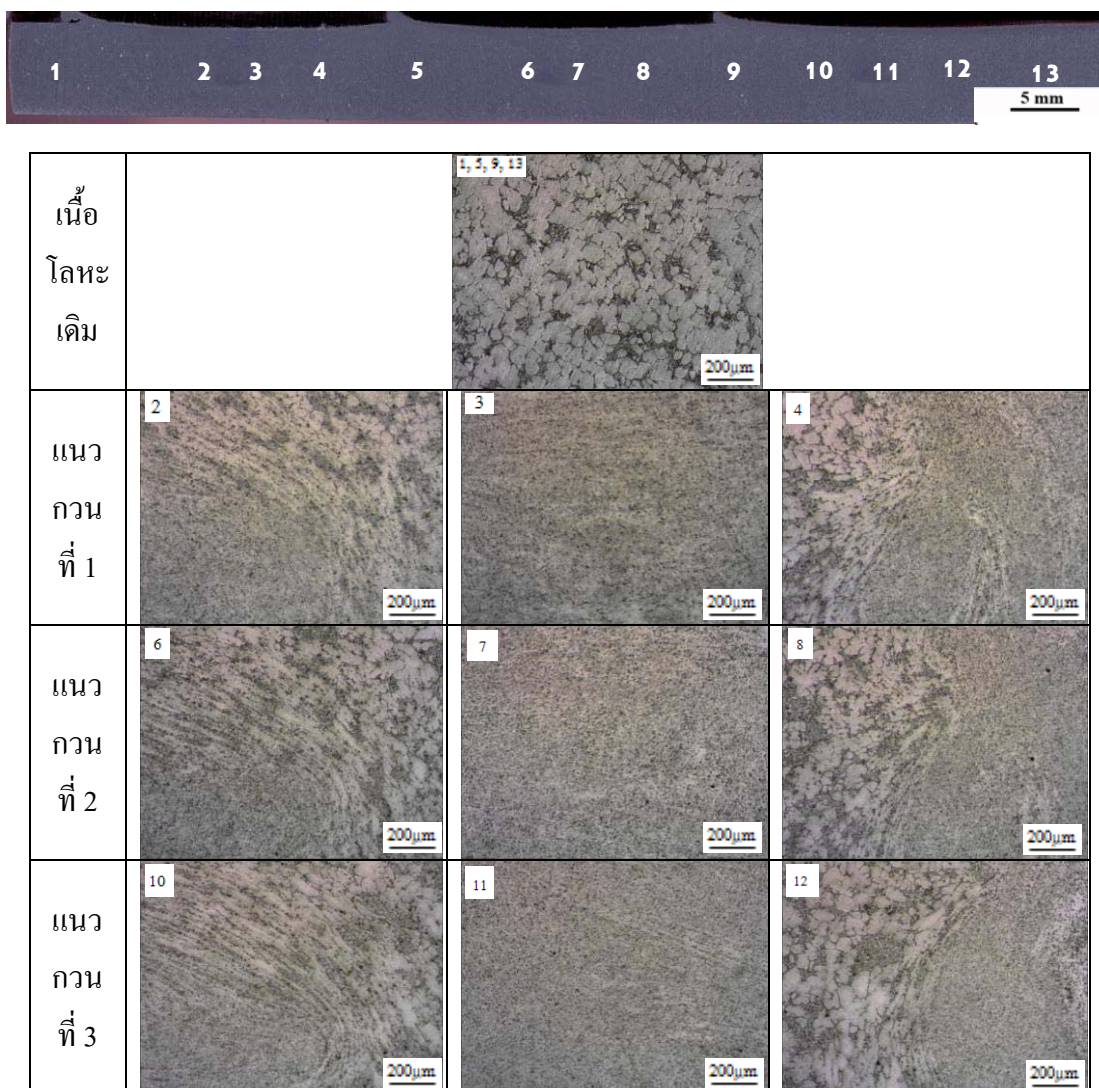 1 2 3 4 5 6 7 8 9 10 11 12 13
5 mm
1, 5, 9, 13
เนื้อ
โลหะ
เดิม
200μm
2
3
4
แนว
กวน
ที่ 1
200μm
200μm
200μm
6
7
8
แนว
กวน
ที่ 2
200μm
200μm
200μm
10
11
12
แนว
กวน
ที่ 3
200μm
200μm
200μm